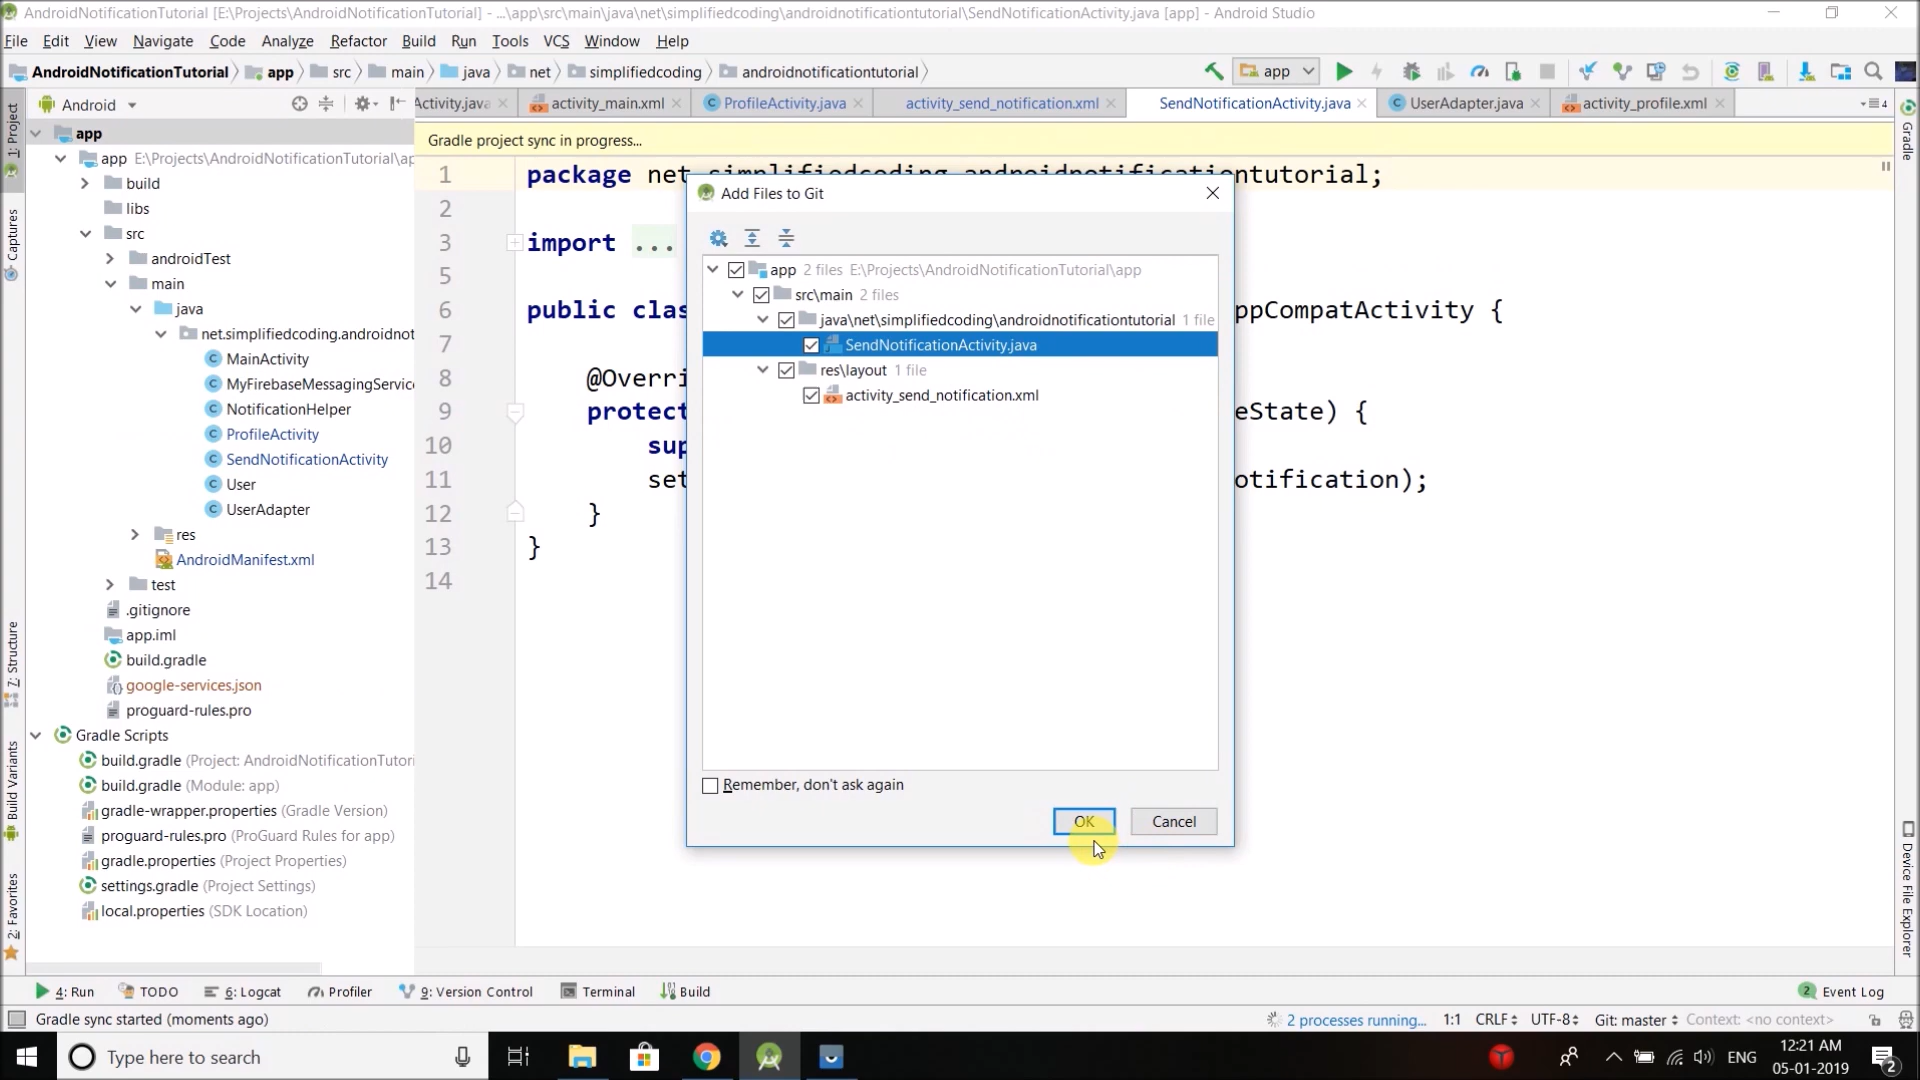 AndroidNotificationTutorial [E:\Projects\AndroidNotificationTutorial] - ...\app\src\main\java\net\simplifiedcoding\androidnotificationtutorial\SendNotificationActivity.java [app] - Android Studio
File Edit View Navigate Code Analyze Refactor Build Run Tools VCS Window Help
AndroidNotificationTutorial app src main java net simplifiedcoding androidnotificationtutorial app
Android Activity.java activity_main.xml ProfileActivity.java activity_send_notification.xml SendNotificationActivity.java UserAdapter.java activity_profile.xml 4
1: Project
Captures
7: Structure
Build Variants
2: Favorites
app
app E:\Projects\AndroidNotificationTutorial\ap
build
libs
src
androidTest
main
java
net.simplifiedcoding.androidnot
MainActivity
MyFirebaseMessagingService
NotificationHelper
ProfileActivity
SendNotificationActivity
User
UserAdapter
res
AndroidManifest.xml
test
.gitignore
app.iml
build.gradle
google-services.json
proguard-rules.pro
Gradle Scripts
build.gradle (Project: AndroidNotificationTutori
build.gradle (Module: app)
gradle-wrapper.properties (Gradle Version)
proguard-rules.pro (ProGuard Rules for app)
gradle.properties (Project Properties)
settings.gradle (Project Settings)
local.properties (SDK Location)
Gradle project sync in progress...
1 package net.simplifiedcoding.androidnotificationtutorial;
2
3 import ...
5
6 public clas ppCompatActivity {
7
8 @Overri
9 protect eState) {
10 sup
11 set otification);
12 }
13 }
14
Add Files to Git
app 2 files E:\Projects\AndroidNotificationTutorial\app
src\main 2 files
java\net\simplifiedcoding\androidnotificationtutorial 1 file
SendNotificationActivity.java
res\layout 1 file
activity_send_notification.xml
Remember, don't ask again
OK Cancel
Gradle
Device File Explorer
4: Run TODO 6: Logcat Profiler 9: Version Control Terminal Build 2 Event Log
Gradle sync started (moments ago) 2 processes running... 1:1 CRLF UTF-8 Git: master Context: <no context>
Type here to search ENG 12:21 AM
05-01-2019 2